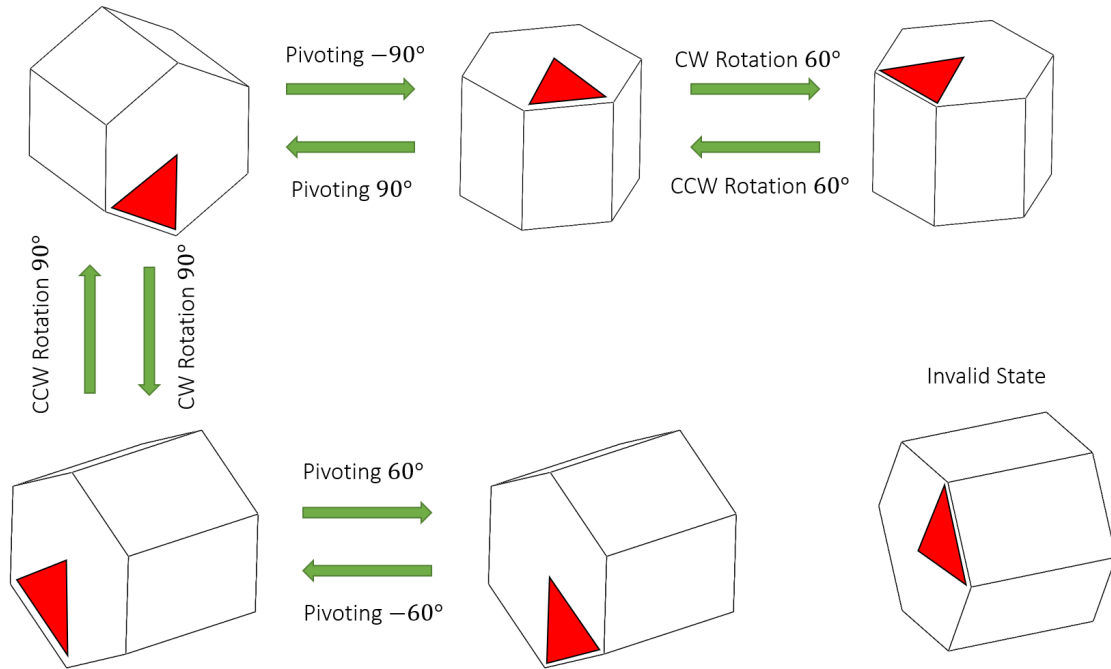 Pivoting −90°
CW Rotation 60°
Pivoting 90°
CCW Rotation 60°
CCW Rotation 90°
CW Rotation 90°
Invalid State
Pivoting 60°
Pivoting −60°